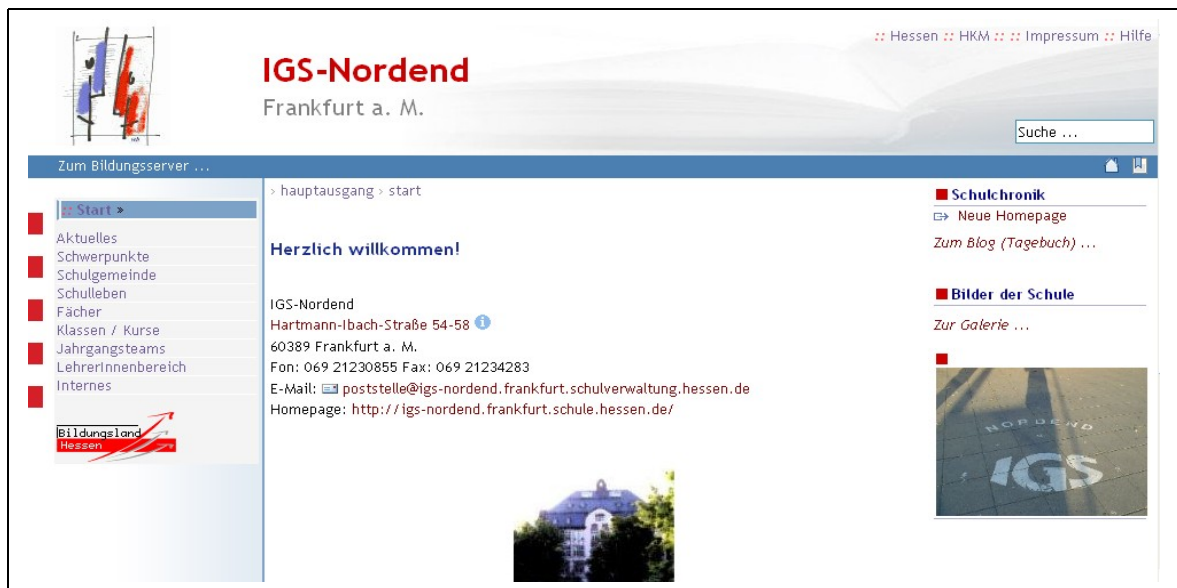 :: Hessen :: HKM :: :: Impressum :: Hilfe
IGS-Nordend
Frankfurt a. M.
Suche ...
Zum Bildungsserver ...
:: Start »
Aktuelles
Schwerpunkte
Schulgemeinde
Schulleben
Fächer
Klassen / Kurse
Jahrgangsteams
LehrerInnenbereich
Internes
Bildungsland
Hessen
› hauptausgang › start
Herzlich willkommen!
IGS-Nordend
Hartmann-Ibach-Straße 54-58
60389 Frankfurt a. M.
Fon: 069 21230855 Fax: 069 21234283
E-Mail: poststelle@igs-nordend.frankfurt.schulverwaltung.hessen.de
Homepage: http://igs-nordend.frankfurt.schule.hessen.de/
Schulchronik
Neue Homepage
Zum Blog (Tagebuch) ...
Bilder der Schule
Zur Galerie ...
NORDEND
IGS